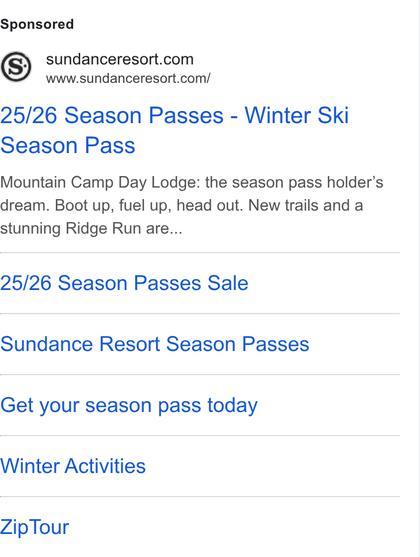 Sponsored
S
sundanceresort.com
www.sundanceresort.com/
25/26 Season Passes - Winter Ski
Season Pass
Mountain Camp Day Lodge: the season pass holder's
dream. Boot up, fuel up, head out. New trails and a
stunning Ridge Run are...
25/26 Season Passes Sale
Sundance Resort Season Passes
Get your season pass today
Winter Activities
ZipTour